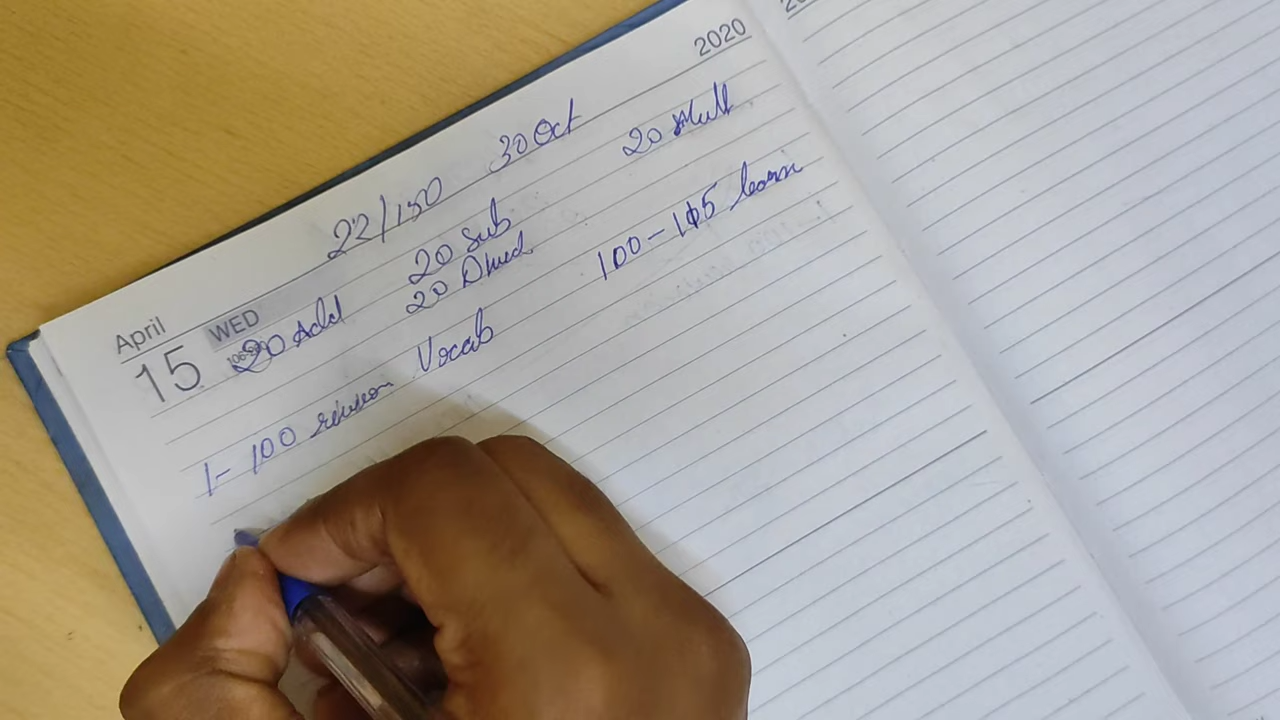 2020
22/150 30 Oct
April
15 WED
20 Add 20 Sub 20 Mult
20 Divid
1- 100 revision Vocab 100-105 learn